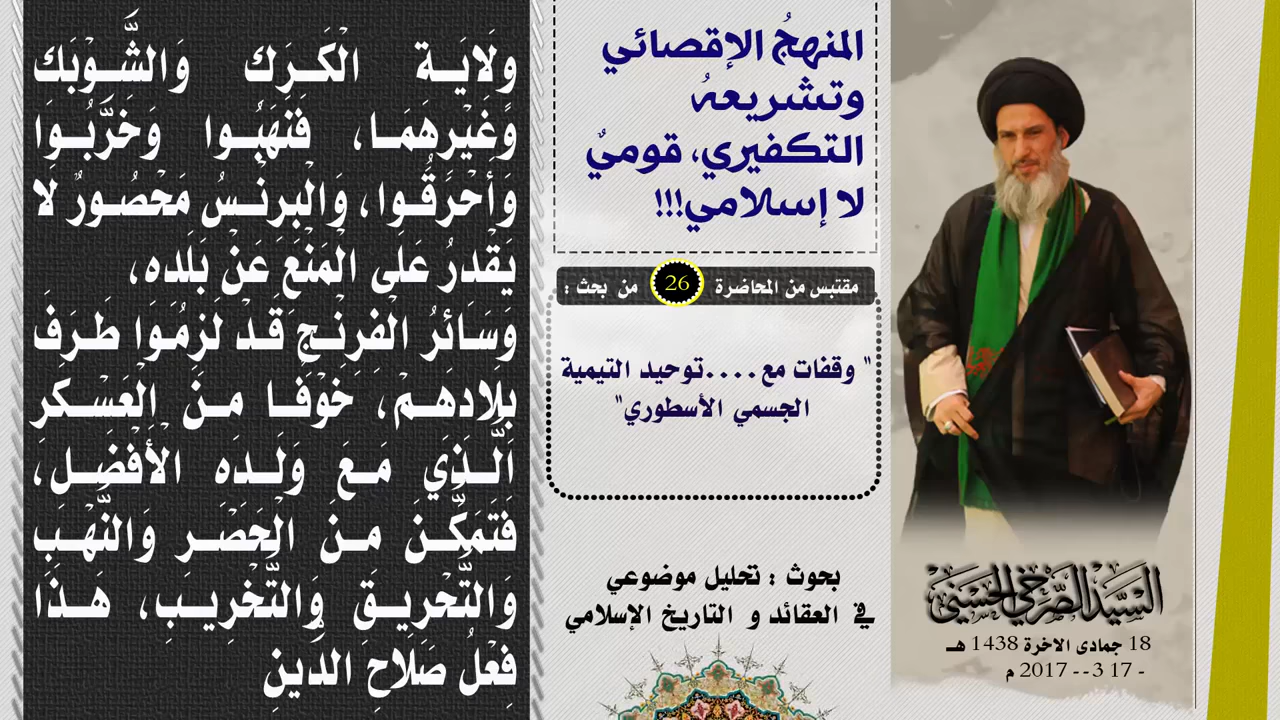 المنهجُ الإقصائي
وتشريعهُ
التكفيري، قوميٌ
لا إسلامي!!!
مقتبس من المحاضرة 26 من بحث :
" وقفات مع....توحيد التيمية
الجسمي الأسطوري"
بحوث : تحليل موضوعي
في العقائد و التاريخ الإسلامي
السيد الصرخي الحسني
18 جمادى الاخرة 1438 هـ
- 17 3-- 2017 م
وِلَايَةِ الْكَرَكِ وَالشَّوْبَكِ
وَغَيْرِهِمَا، فَنَهَبُوا وَخَرَّبُوا
وَأَحْرَقُوا، وَالْبِرِنْسُ مَحْصُورٌ لَا
يَقْدِرُ عَلَى الْمَنْعِ عَنْ بَلَدِهِ،
وَسَائِرُ الْفِرِنْجِ قَدْ لَزِمُوا طَرَفَ
بِلَادِهِمْ، خَوْفًا مِنَ الْعَسْكَرِ
الَّذِي مَعَ وَلَدِهِ الْأَفْضَلِ،
فَتَمَكَّنَ مِنَ الْحَصْرِ وَالنَّهْبِ
وَالتَّحْرِيقِ وَالتَّخْرِيبِ، هَذَا
فِعْلُ صَلَاحِ الدِّينِ